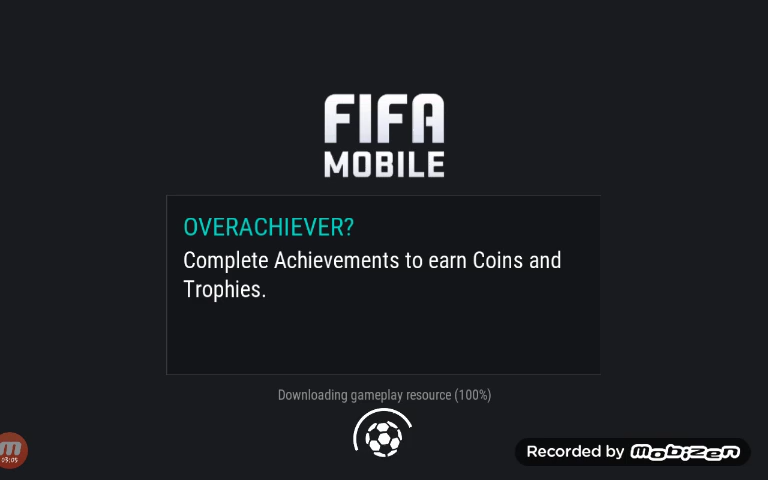 FIFA
MOBILE
OVERACHIEVER?
Complete Achievements to earn Coins and
Trophies.
Downloading gameplay resource (100%)
Recorded by mobizen